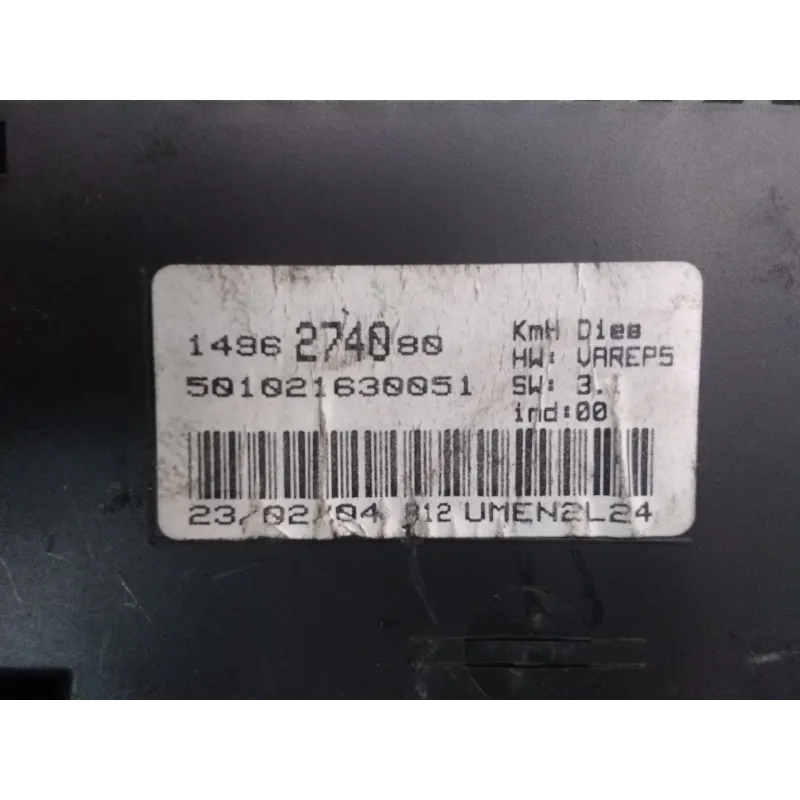 1496 2740 80
501021630051
23/02/04 812 UMEN2L24
KmH Dies
HW: VAREP5
SW: 3.
ind:00